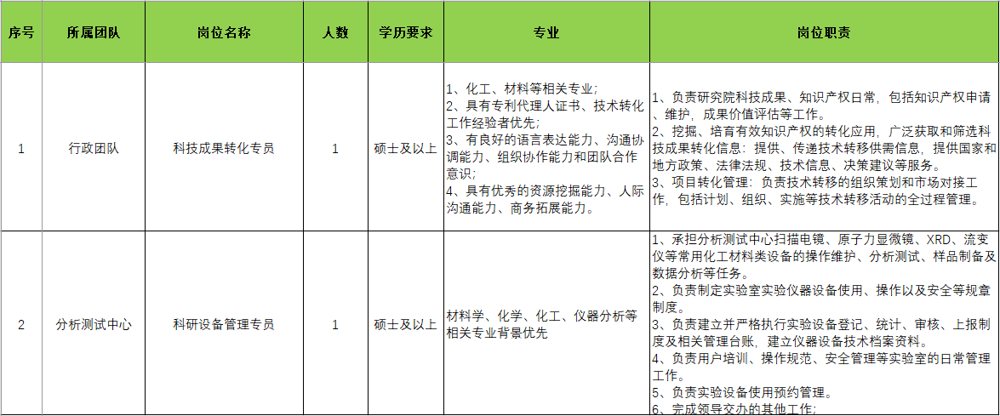 序号 所属团队 岗位名称 人数 学历要求 专业 岗位职责
1 行政团队 科技成果转化专员 1 硕士及以上
1、化工、材料等相关专业；
2、具有专利代理人证书、技术转化
工作经验者优先；
3、有良好的语言表达能力、沟通协
调能力、组织协作能力和团队合作
意识；
4、具有优秀的资源挖掘能力、人际
沟通能力、商务拓展能力。
1、负责研究院科技成果、知识产权日常，包括知识产权申请
、维护，成果价值评估等工作。
2、挖掘、培育有效知识产权的转化应用，广泛获取和筛选科
技成果转化信息：提供、传递技术转移供需信息，提供国家和
地方政策、法律法规、技术信息、决策建议等服务。
3、项目转化管理：负责技术转移的组织策划和市场对接工
作，包括计划、组织、实施等技术转移活动的全过程管理。
2 分析测试中心 科研设备管理专员 1 硕士及以上
材料学、化学、化工、仪器分析等
相关专业背景优先
1、承担分析测试中心扫描电镜、原子力显微镜、XRD、流变
仪等常用化工材料类设备的操作维护、分析测试、样品制备及
数据分析等任务。
2、负责制定实验室实验仪器设备使用、操作以及安全等规章
制度。
3、负责建立并严格执行实验设备登记、统计、审核、上报制
度及相关管理台账，建立仪器设备技术档案资料。
4、负责用户培训、操作规范、安全管理等实验室的日常管理
工作。
5、负责实验设备使用预约管理。
6、完成领导交办的其他工作；